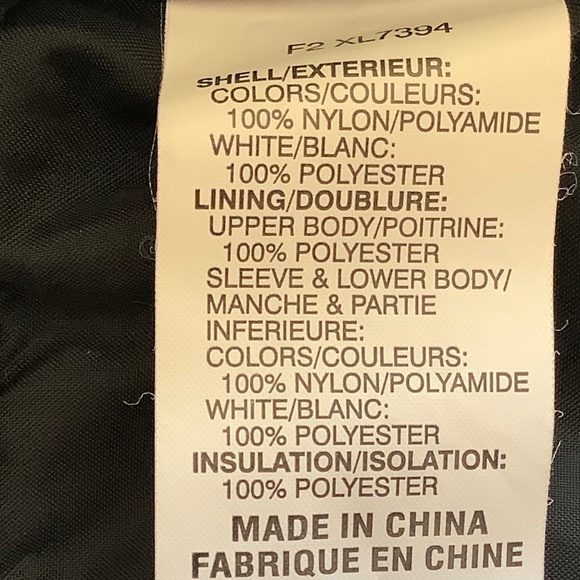 F2 XL7394
SHELL/EXTERIEUR:
COLORS/COULEURS:
100% NYLON/POLYAMIDE
WHITE/BLANC:
100% POLYESTER
LINING/DOUBLURE:
UPPER BODY/POITRINE:
100% POLYESTER
SLEEVE & LOWER BODY/
MANCHE & PARTIE
INFERIEURE:
COLORS/COULEURS:
100% NYLON/POLYAMIDE
WHITE/BLANC:
100% POLYESTER
INSULATION/ISOLATION:
100% POLYESTER
MADE IN CHINA
FABRIQUE EN CHINE